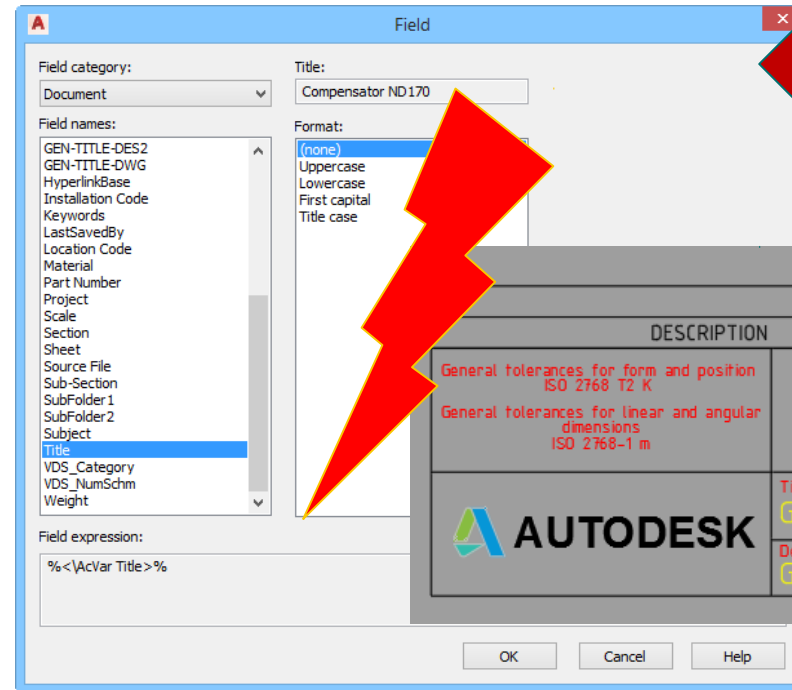 Field
Field category:
Document
Title:
Compensator ND170
Field names:
GEN-TITLE-DES2
GEN-TITLE-DWG
HyperlinkBase
Installation Code
Keywords
LastSavedBy
Location Code
Material
Part Number
Project
Scale
Section
Sheet
Source File
Sub-Section
SubFolder1
SubFolder2
Subject
Title
VDS_Category
VDS_NumSchm
Weight
Format:
(none)
Uppercase
Lowercase
First capital
Title case
DESCRIPTION
General tolerances for form and position
ISO 2768 T2 K
General tolerances for linear and angular
dimensions
ISO 2768-1 m
AUTODESK
Field expression:
%<\AcVar Title>%
OK
Cancel
Help